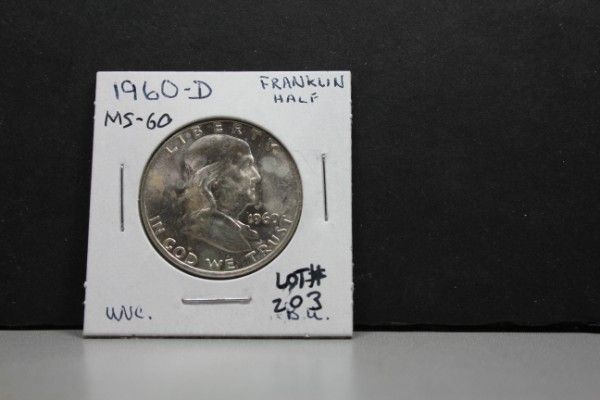 1960-D
FRANKLIN
HALF
MS-60
LIBERTY
1960
IN GOD WE TRUST
LOT#
203
UNC.
B.U.